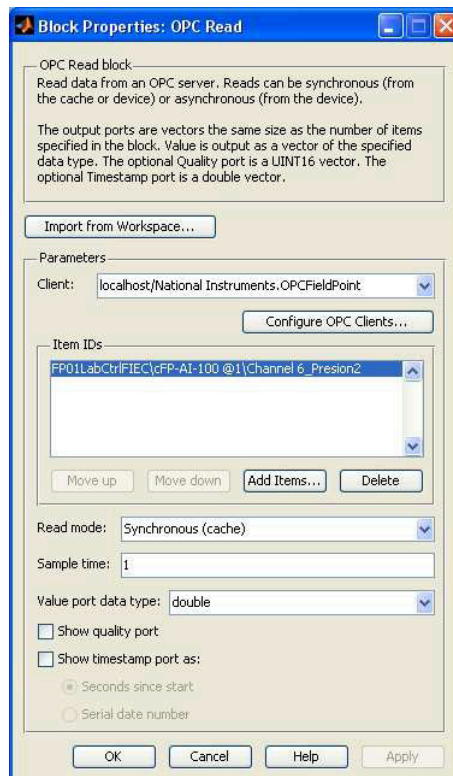 Block Properties: OPC Read
OPC Read block
Read data from an OPC server. Reads can be synchronous (from
the cache or device) or asynchronous (from the device).
The output ports are vectors the same size as the number of items
specified in the block. Value is output as a vector of the specified
data type. The optional Quality port is a UINT16 vector. The
optional Timestamp port is a double vector.
Import from Workspace...
Parameters
Client: localhost/National Instruments.OPCFieldPoint
Configure OPC Clients...
Item IDs
FP01LabCtrlFIEC\cFP-AI-100 @1\Channel 6_Presion2
Move up Move down Add Items... Delete
Read mode: Synchronous (cache)
Sample time: 1
Value port data type: double
Show quality port
Show timestamp port as:
Seconds since start
Serial date number
OK Cancel Help Apply